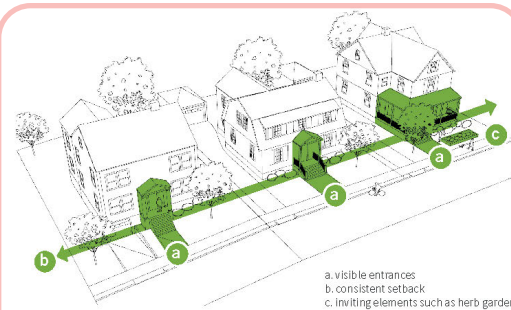 c
a
a
b
a
a. visible entrances
b. consistent setback
c. inviting elements such as herb garden